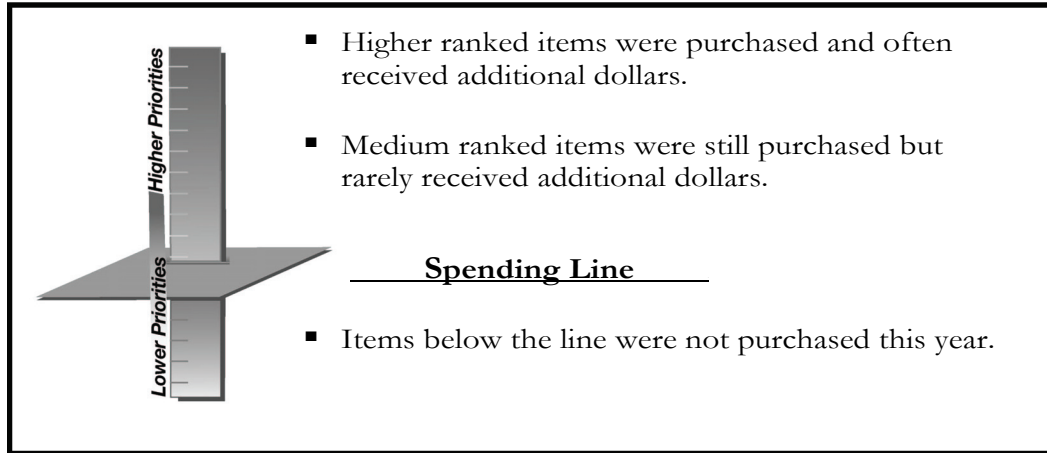 Higher Priorities
Lower Priorities
▪ Higher ranked items were purchased and often
received additional dollars.
▪ Medium ranked items were still purchased but
rarely received additional dollars.
Spending Line
▪ Items below the line were not purchased this year.